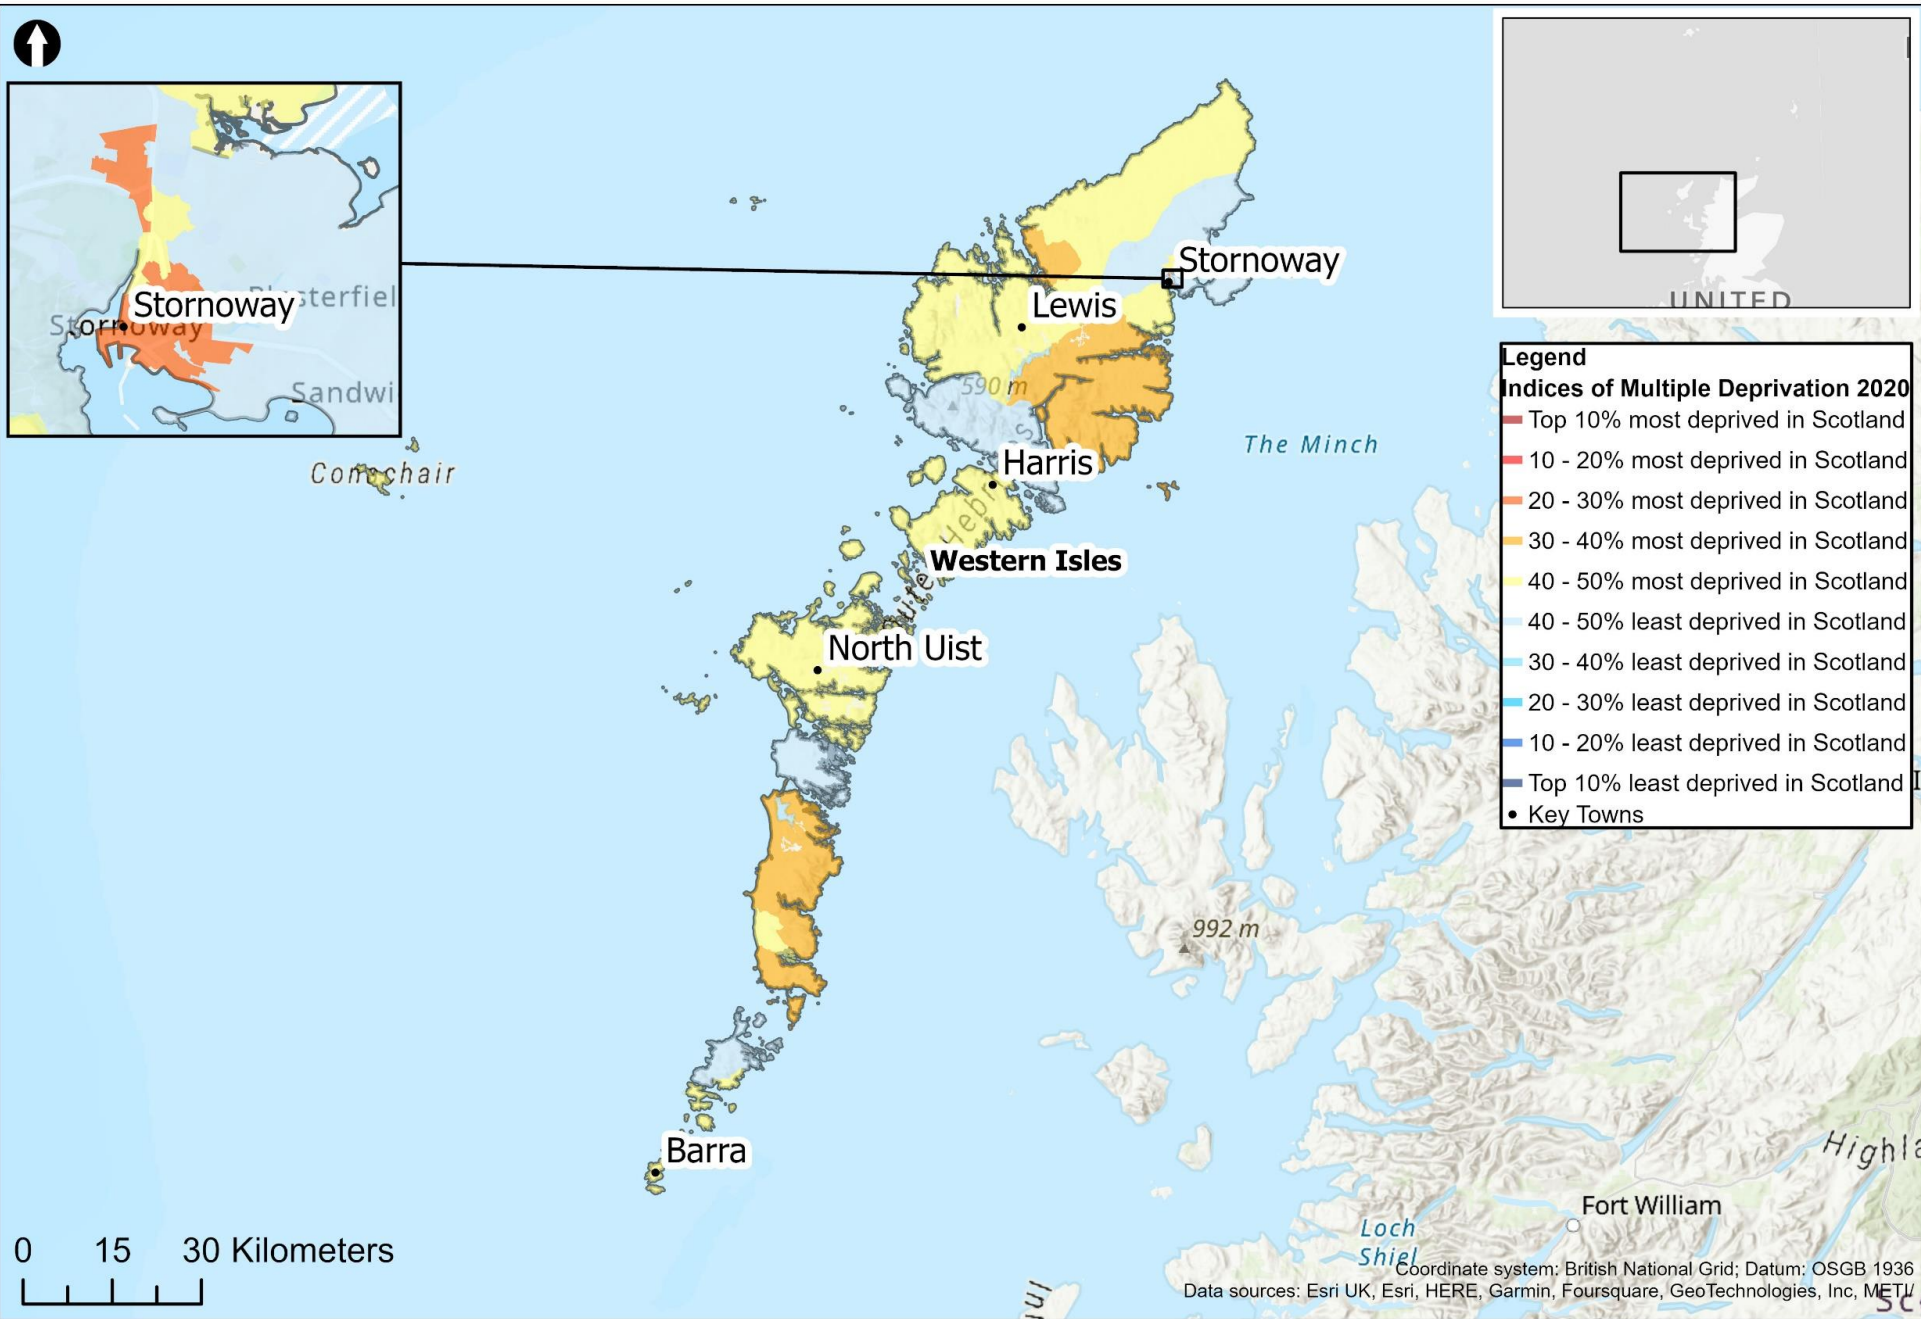 Stornoway
Blasterfiel
Stornoway
Sandwi
Conachair
Stornoway
Lewis
590 m
The Minch
Harris
Western Isles
North Uist
Barra
992 m
Highla
Fort William
Loch
Shiel
UNITED
Legend
Indices of Multiple Deprivation 2020
Top 10% most deprived in Scotland
10 - 20% most deprived in Scotland
20 - 30% most deprived in Scotland
30 - 40% most deprived in Scotland
40 - 50% most deprived in Scotland
40 - 50% least deprived in Scotland
30 - 40% least deprived in Scotland
20 - 30% least deprived in Scotland
10 - 20% least deprived in Scotland
Top 10% least deprived in Scotland
Key Towns
0 15 30 Kilometers
Coordinate system: British National Grid; Datum: OSGB 1936
Data sources: Esri UK, Esri, HERE, Garmin, Foursquare, GeoTechnologies, Inc, METI/